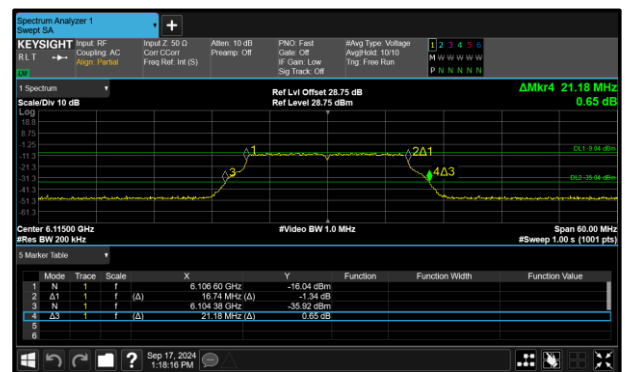 Spectrum Analyzer 1
Swept SA
+
KEYSIGHT Input: RF Input Z: 50 Ω Atten: 10 dB PNO: Fast #Avg Type: Voltage 1 2 3 4 5 6
RLT Coupling: AC Corr CCorr Preamp: Off Gate: Off Avg|Hold: 10/10 M W W W W W
Align: Partial Freq Ref: Int (S) IF Gain: Low Trig: Free Run
Sig Track: Off P N N N N N
LXI
1 Spectrum Ref Lvl Offset 28.75 dB ΔMkr4 21.18 MHz
Scale/Div 10 dB Ref Level 28.75 dBm 0.65 dB
Log
18.8
8.75
-1.25
1 2Δ1 DL1 -9.04 dBm
-11.3
-21.3
3 4Δ3
-31.3 DL2 -35.04 dBm
-41.3
-51.3
-61.3
Center 6.11500 GHz #Video BW 1.0 MHz Span 60.00 MHz
#Res BW 200 kHz #Sweep 1.00 s (1001 pts)
5 Marker Table
Mode Trace Scale X Y Function Function Width Function Value
1 N 1 f 6.106 60 GHz -16.04 dBm
2 Δ1 1 f (Δ) 16.74 MHz (Δ) -1.34 dB
3 N 1 f 6.104 38 GHz -35.92 dBm
4 Δ3 1 f (Δ) 21.18 MHz (Δ) 0.65 dB
5
6
? Sep 17, 2024
1:18:16 PM